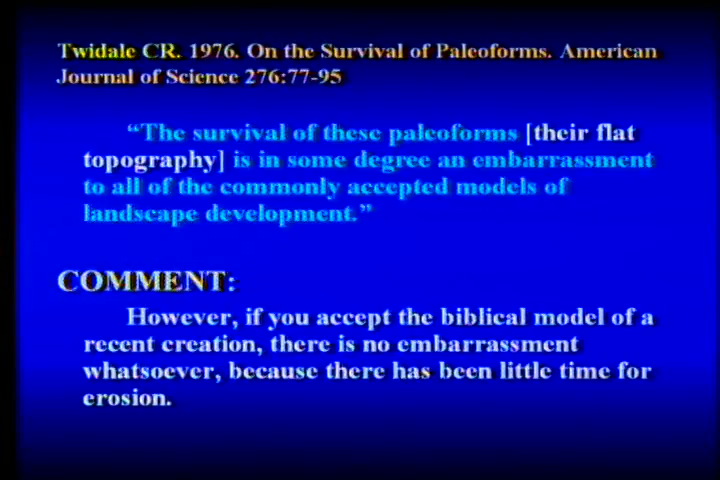 Twidale CR. 1976. On the Survival of Paleoforms. American
Journal of Science 276:77-95
“The survival of these paleoforms [their flat
topography] is in some degree an embarrassment
to all of the commonly accepted models of
landscape development.”
COMMENT:
However, if you accept the biblical model of a
recent creation, there is no embarrassment
whatsoever, because there has been little time for
erosion.